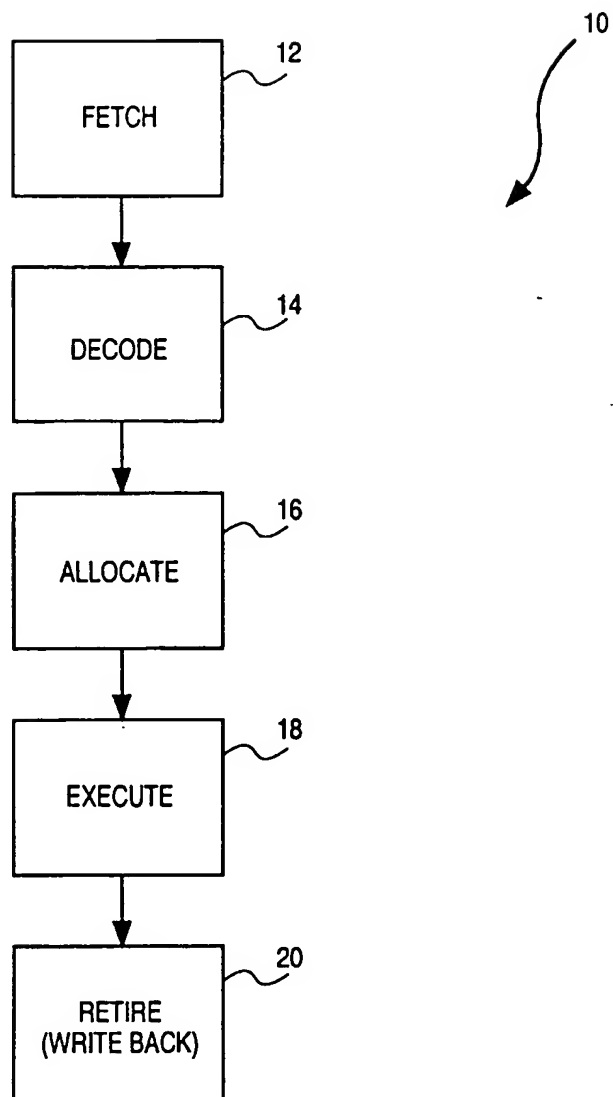 10
12
FETCH
14
DECODE
16
ALLOCATE
18
EXECUTE
20
RETIRE
(WRITE BACK)